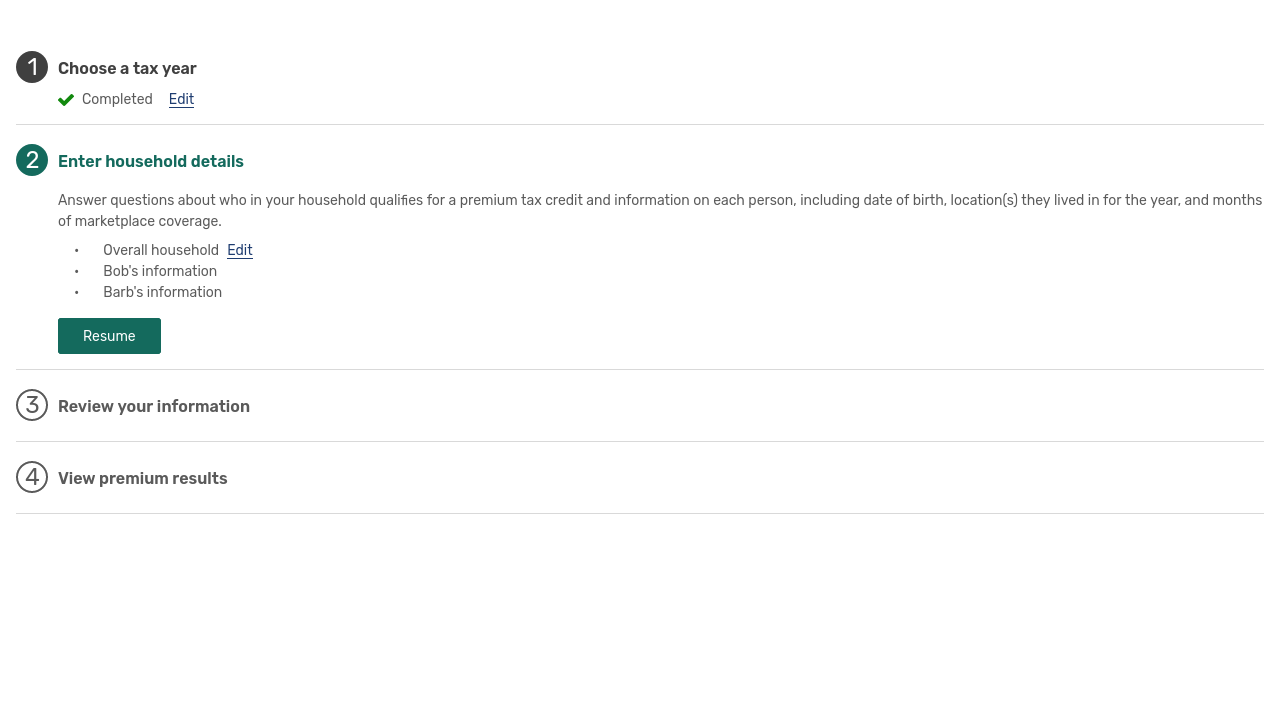 1 Choose a tax year
Completed Edit
2 Enter household details
Answer questions about who in your household qualifies for a premium tax credit and information on each person, including date of birth, location(s) they lived in for the year, and months
of marketplace coverage.
• Overall household Edit
• Bob's information
• Barb's information
Resume
3 Review your information
4 View premium results